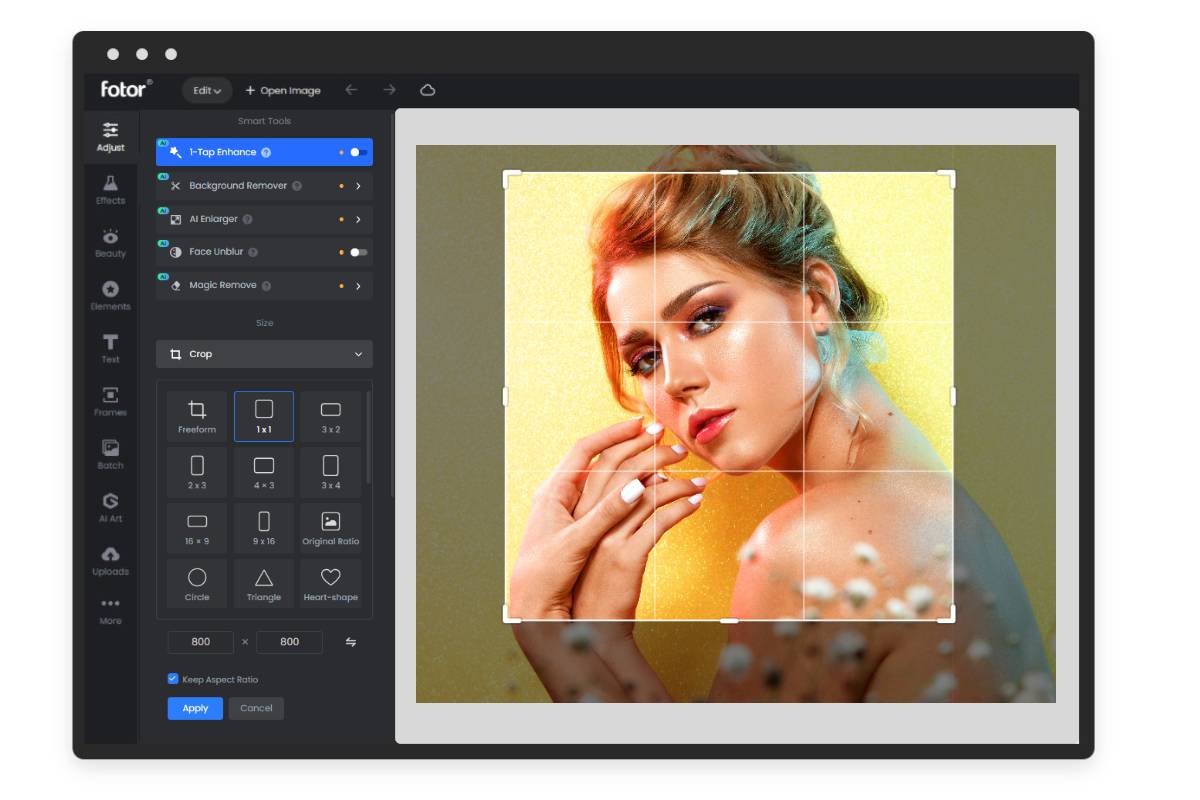 fotor®
Edit
+ Open Image
Adjust
Effects
Beauty
Elements
Text
Frames
Batch
AI Art
Uploads
More
Smart Tools
AI 1-Tap Enhance ?
AI Background Remover ?
AI AI Enlarger ?
AI Face Unblur ?
AI Magic Remove ?
Size
Crop
Freeform
1 x 1
3 x 2
2 x 3
4 × 3
3 x 4
16 × 9
9 x 16
Original Ratio
Circle
Triangle
Heart-shape
800 × 800
Keep Aspect Ratio
Apply
Cancel